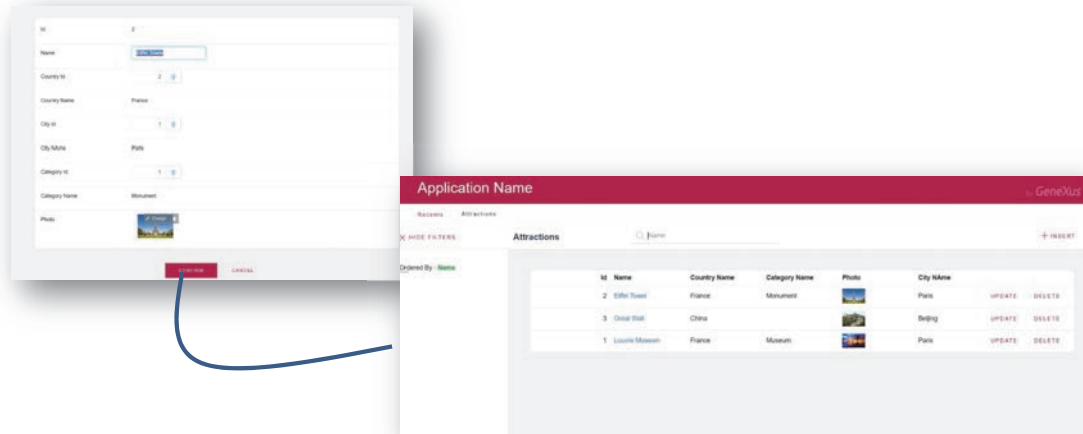 Id 2
Name Eiffel Tower
Country Id 2
Country Name France
City Id 1
City NAme Paris
Category Id 1
Category Name Monument
Photo Change
CONFIRM CANCEL
Application Name by GeneXus
Recents Attractions
X HIDE FILTERS Attractions Name + INSERT
Ordered By : Name
Id Name Country Name Category Name Photo City NAme
2 Eiffel Tower France Monument Paris UPDATE DELETE
3 Great Wall China Beijing UPDATE DELETE
1 Louvre Museum France Museum Paris UPDATE DELETE